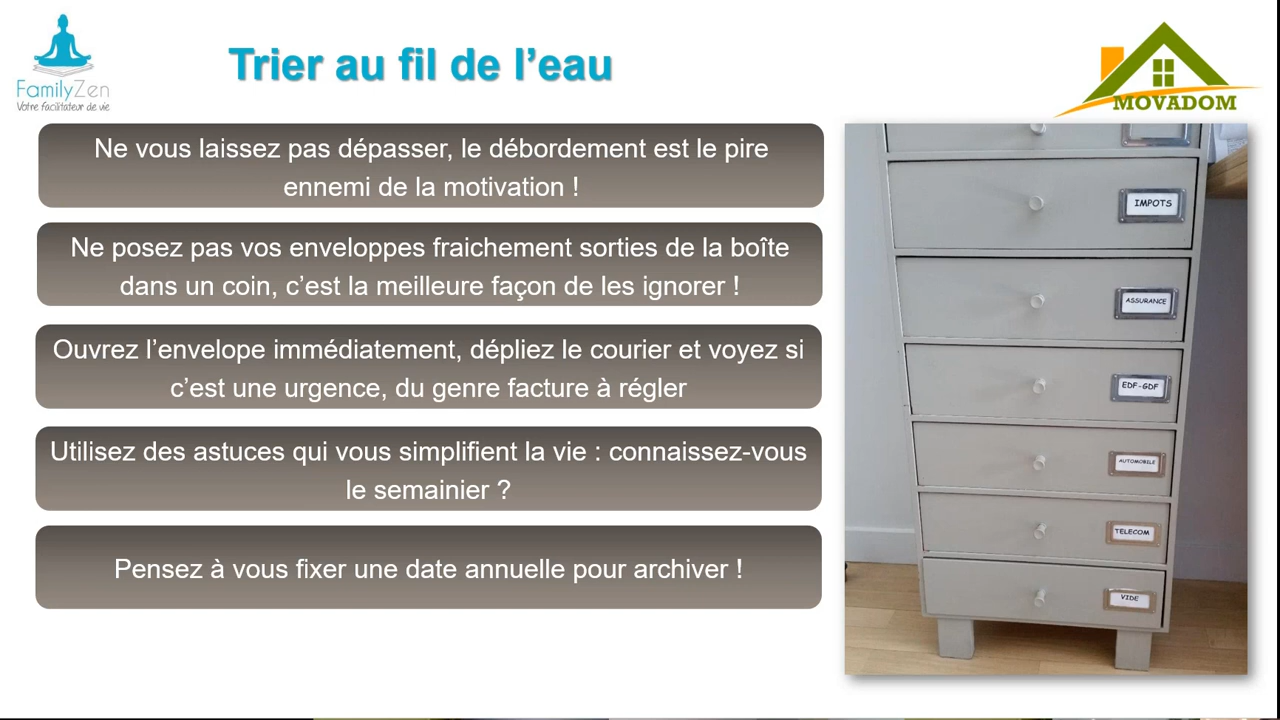 FamilyZen
Votre facilitateur de vie
Trier au fil de l’eau
MOVADOM
Ne vous laissez pas dépasser, le débordement est le pire
ennemi de la motivation !
Ne posez pas vos enveloppes fraichement sorties de la boîte
dans un coin, c’est la meilleure façon de les ignorer !
Ouvrez l’envelope immédiatement, dépliez le courier et voyez si
c’est une urgence, du genre facture à régler
Utilisez des astuces qui vous simplifient la vie : connaissez-vous
le semainier ?
Pensez à vous fixer une date annuelle pour archiver !
IMPOTS
ASSURANCE
EDF-GDF
AUTOMOBILE
TELECOM
VIDE